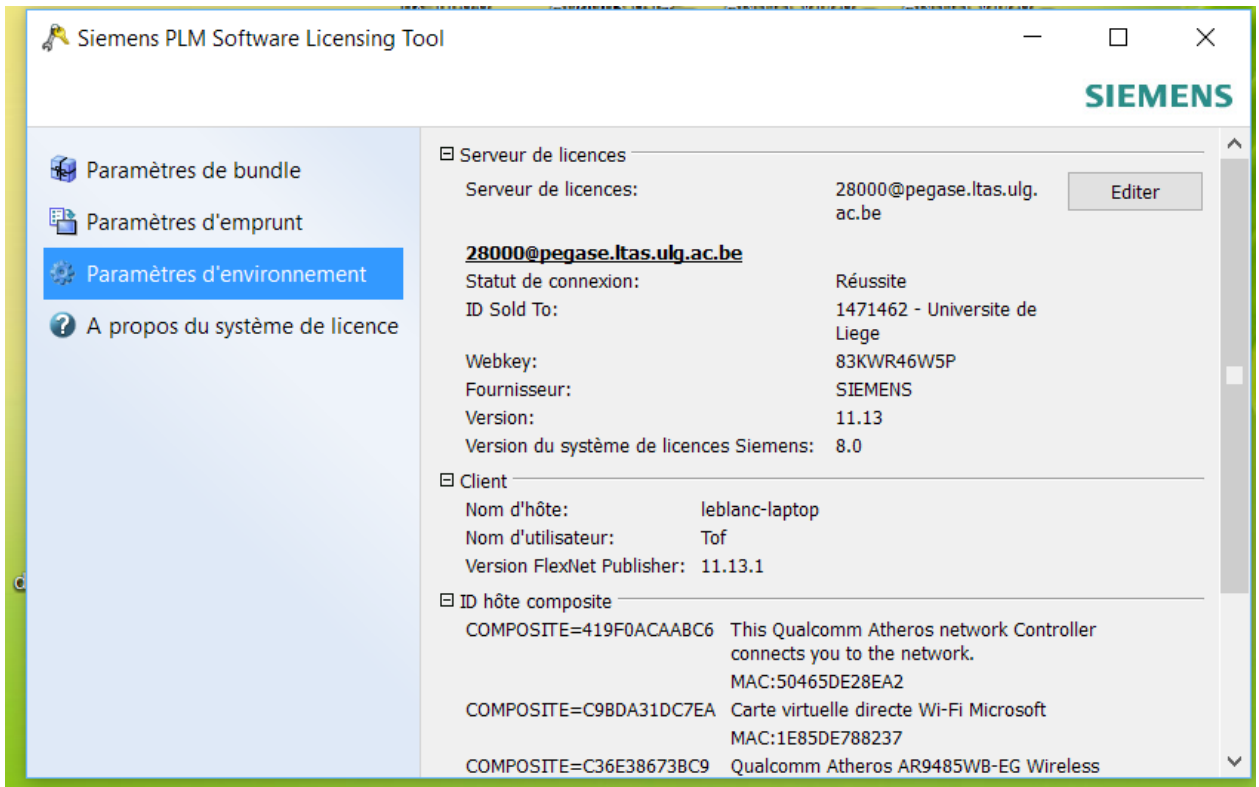 Siemens PLM Software Licensing Tool
SIEMENS
Paramètres de bundle
Paramètres d'emprunt
Paramètres d'environnement
A propos du système de licence
Serveur de licences
Serveur de licences: 28000@pegase.ltas.ulg.
ac.be
Editer
28000@pegase.ltas.ulg.ac.be
Statut de connexion: Réussite
ID Sold To: 1471462 - Universite de
Liege
Webkey: 83KWR46W5P
Fournisseur: SIEMENS
Version: 11.13
Version du système de licences Siemens: 8.0
Client
Nom d'hôte: leblanc-laptop
Nom d'utilisateur: Tof
Version FlexNet Publisher: 11.13.1
ID hôte composite
COMPOSITE=419F0ACAABC6 This Qualcomm Atheros network Controller
connects you to the network.
MAC:50465DE28EA2
COMPOSITE=C9BDA31DC7EA Carte virtuelle directe Wi-Fi Microsoft
MAC:1E85DE788237
COMPOSITE=C36E38673BC9 Qualcomm Atheros AR9485WB-EG Wireless